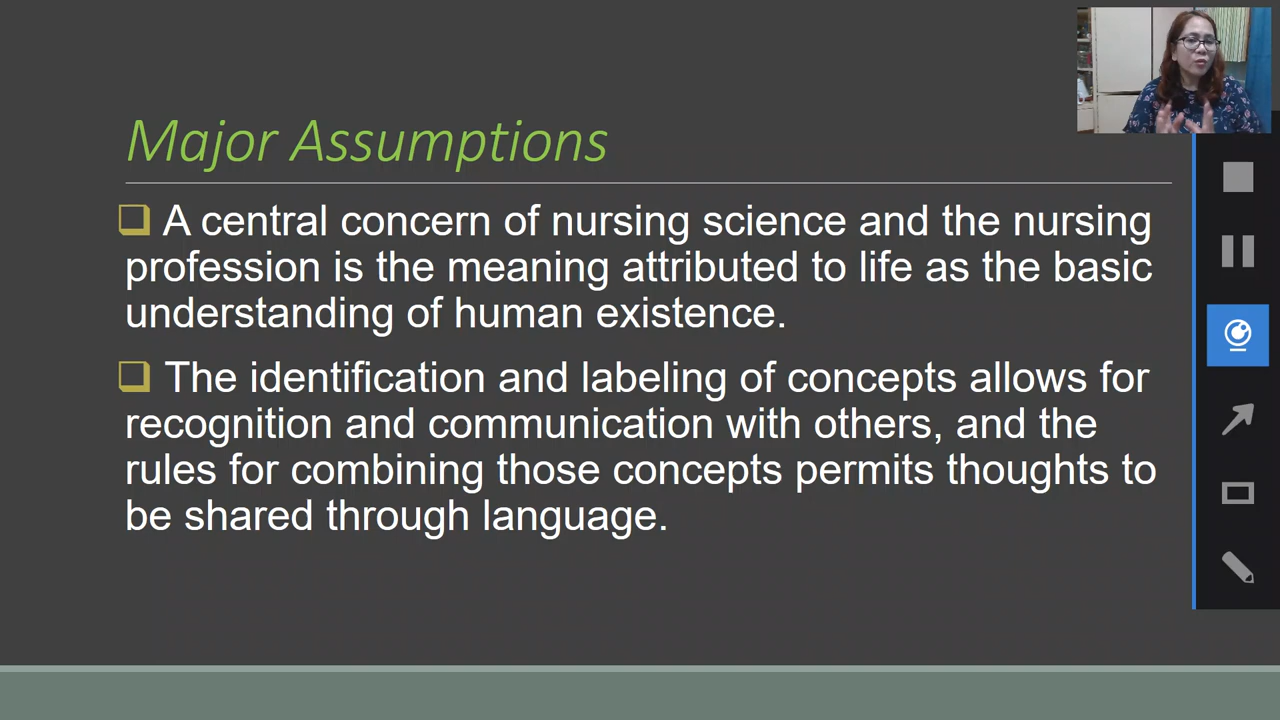 Major Assumptions
A central concern of nursing science and the nursing
profession is the meaning attributed to life as the basic
understanding of human existence.
The identification and labeling of concepts allows for
recognition and communication with others, and the
rules for combining those concepts permits thoughts to
be shared through language.